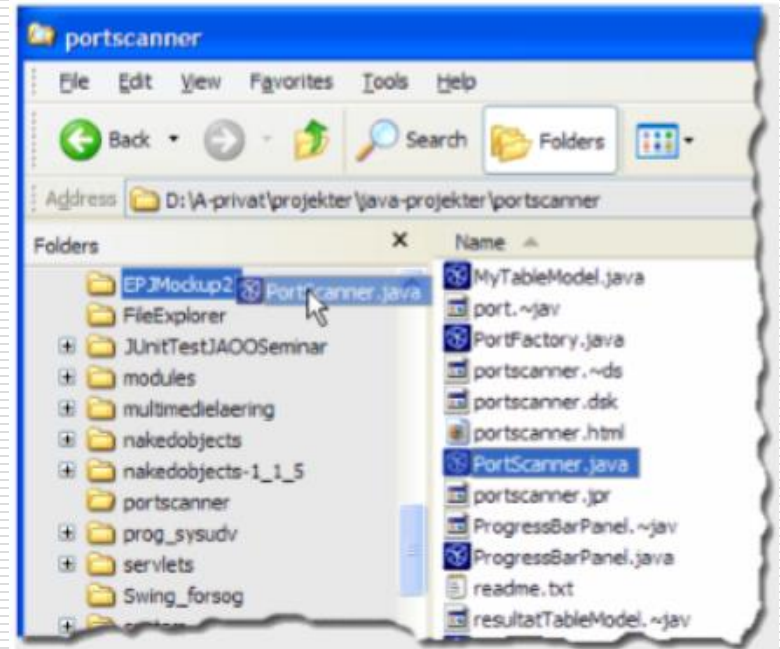 portscanner
File Edit View Favorites Tools Help
Back Search Folders
Address D:\A-privat\projekter\java-projekter\portscanner
Folders x
EPJMockup2
PortScanner.java
FileExplorer
JUnitTestJAOOSeminar
modules
multimedielaering
nakedobjects
nakedobjects-1_1_5
portscanner
prog_sysudv
servlets
Swing_forsog
Name
MyTableModel.java
port.~jav
PortFactory.java
portscanner.~ds
portscanner.dsk
portscanner.html
PortScanner.java
portscanner.jpr
ProgressBarPanel.~jav
ProgressBarPanel.java
readme.txt
resultatTableModel.~jav